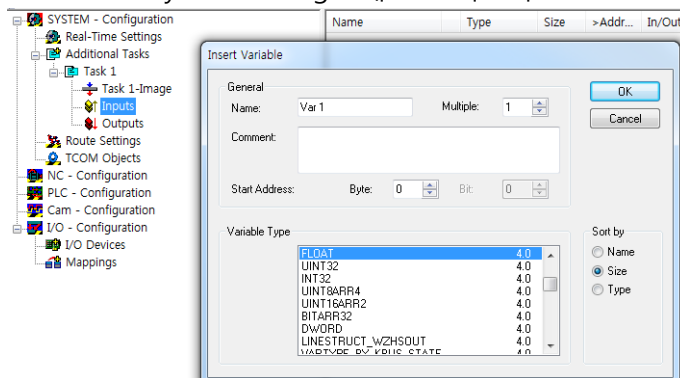 SYSTEM - Configuration
Real-Time Settings
Additional Tasks
Task 1
Task 1-Image
Inputs
Outputs
Route Settings
TCOM Objects
NC - Configuration
PLC - Configuration
Cam - Configuration
I/O - Configuration
I/O Devices
Mappings
Name Type Size >Addr... In/Out
Insert Variable
General
Name: Var 1 Multiple: 1
Comment:
Start Address: Byte: 0 Bit: 0
OK
Cancel
Variable Type
FLOAT 4.0
UINT32 4.0
INT32 4.0
UINT8ARR4 4.0
UINT16ARR2 4.0
BITARR32 4.0
DWORD 4.0
LINESTRUCT_WZHSOUT 4.0
VARTYPE_BY_KBUS_STATE 4.0
Sort by
Name
Size
Type